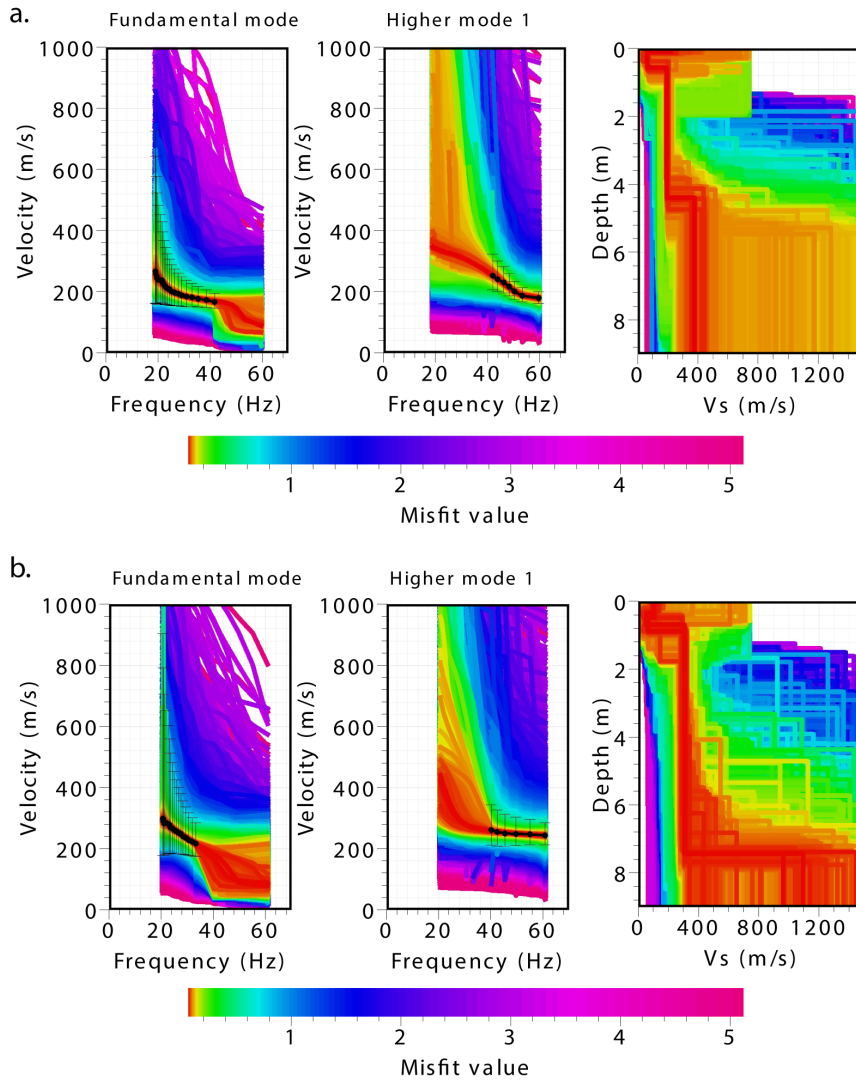 a.
Fundamental mode
Higher mode 1
1000
800
600
400
200
0
Velocity (m/s)
0 20 40 60
Frequency (Hz)
1000
800
600
400
200
0
Velocity (m/s)
0 20 40 60
Frequency (Hz)
0
2
4
6
8
Depth (m)
0 400 800 1200
Vs (m/s)
1 2 3 4 5
Misfit value
b.
Fundamental mode
Higher mode 1
1000
800
600
400
200
0
Velocity (m/s)
0 20 40 60
Frequency (Hz)
1000
800
600
400
200
0
Velocity (m/s)
0 20 40 60
Frequency (Hz)
0
2
4
6
8
Depth (m)
0 400 800 1200
Vs (m/s)
1 2 3 4 5
Misfit value